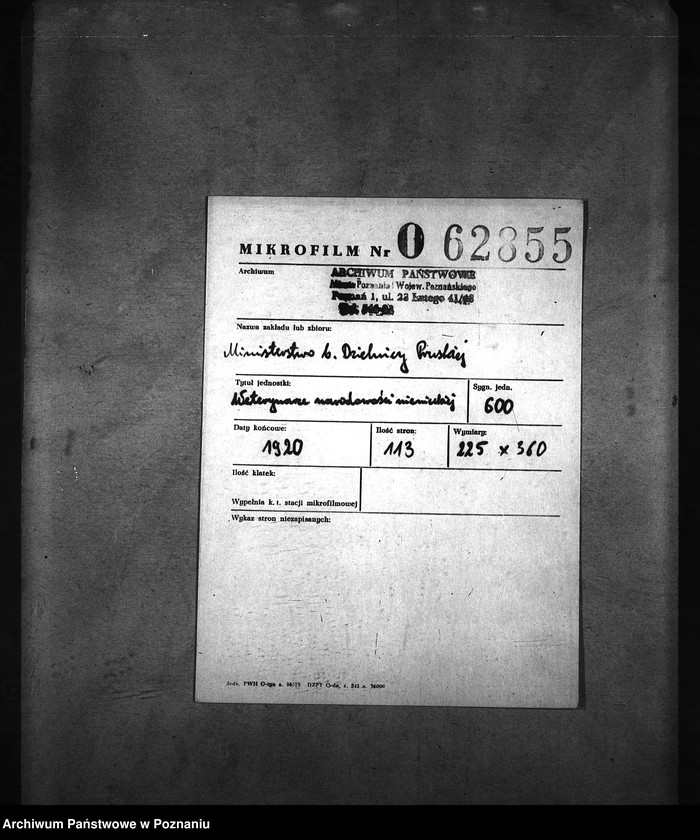 MIKROFILM Nr O 62855
Archiwum
ARCHIWUM PAŃSTWOWE
Miasta Poznania i Wojew. Poznańskiego
Poznań 1, ul. 23 Lutego 41/43
Nazwa zakładu lub zbioru:
Ministerstwo b. Dzielnicy Pruskiej
Tytuł jednostki:
Weterynarze narodowości niemieckiej
Sygn. jedn.
600
Daty końcowe:
1920
Ilość stron:
113
Wymiary:
225 x 360
Ilość klatek:
Wypełnia k. t. stacji mikrofilmowej
Wykaz stron niezapisanych:
Archiwum Państwowe w Poznaniu